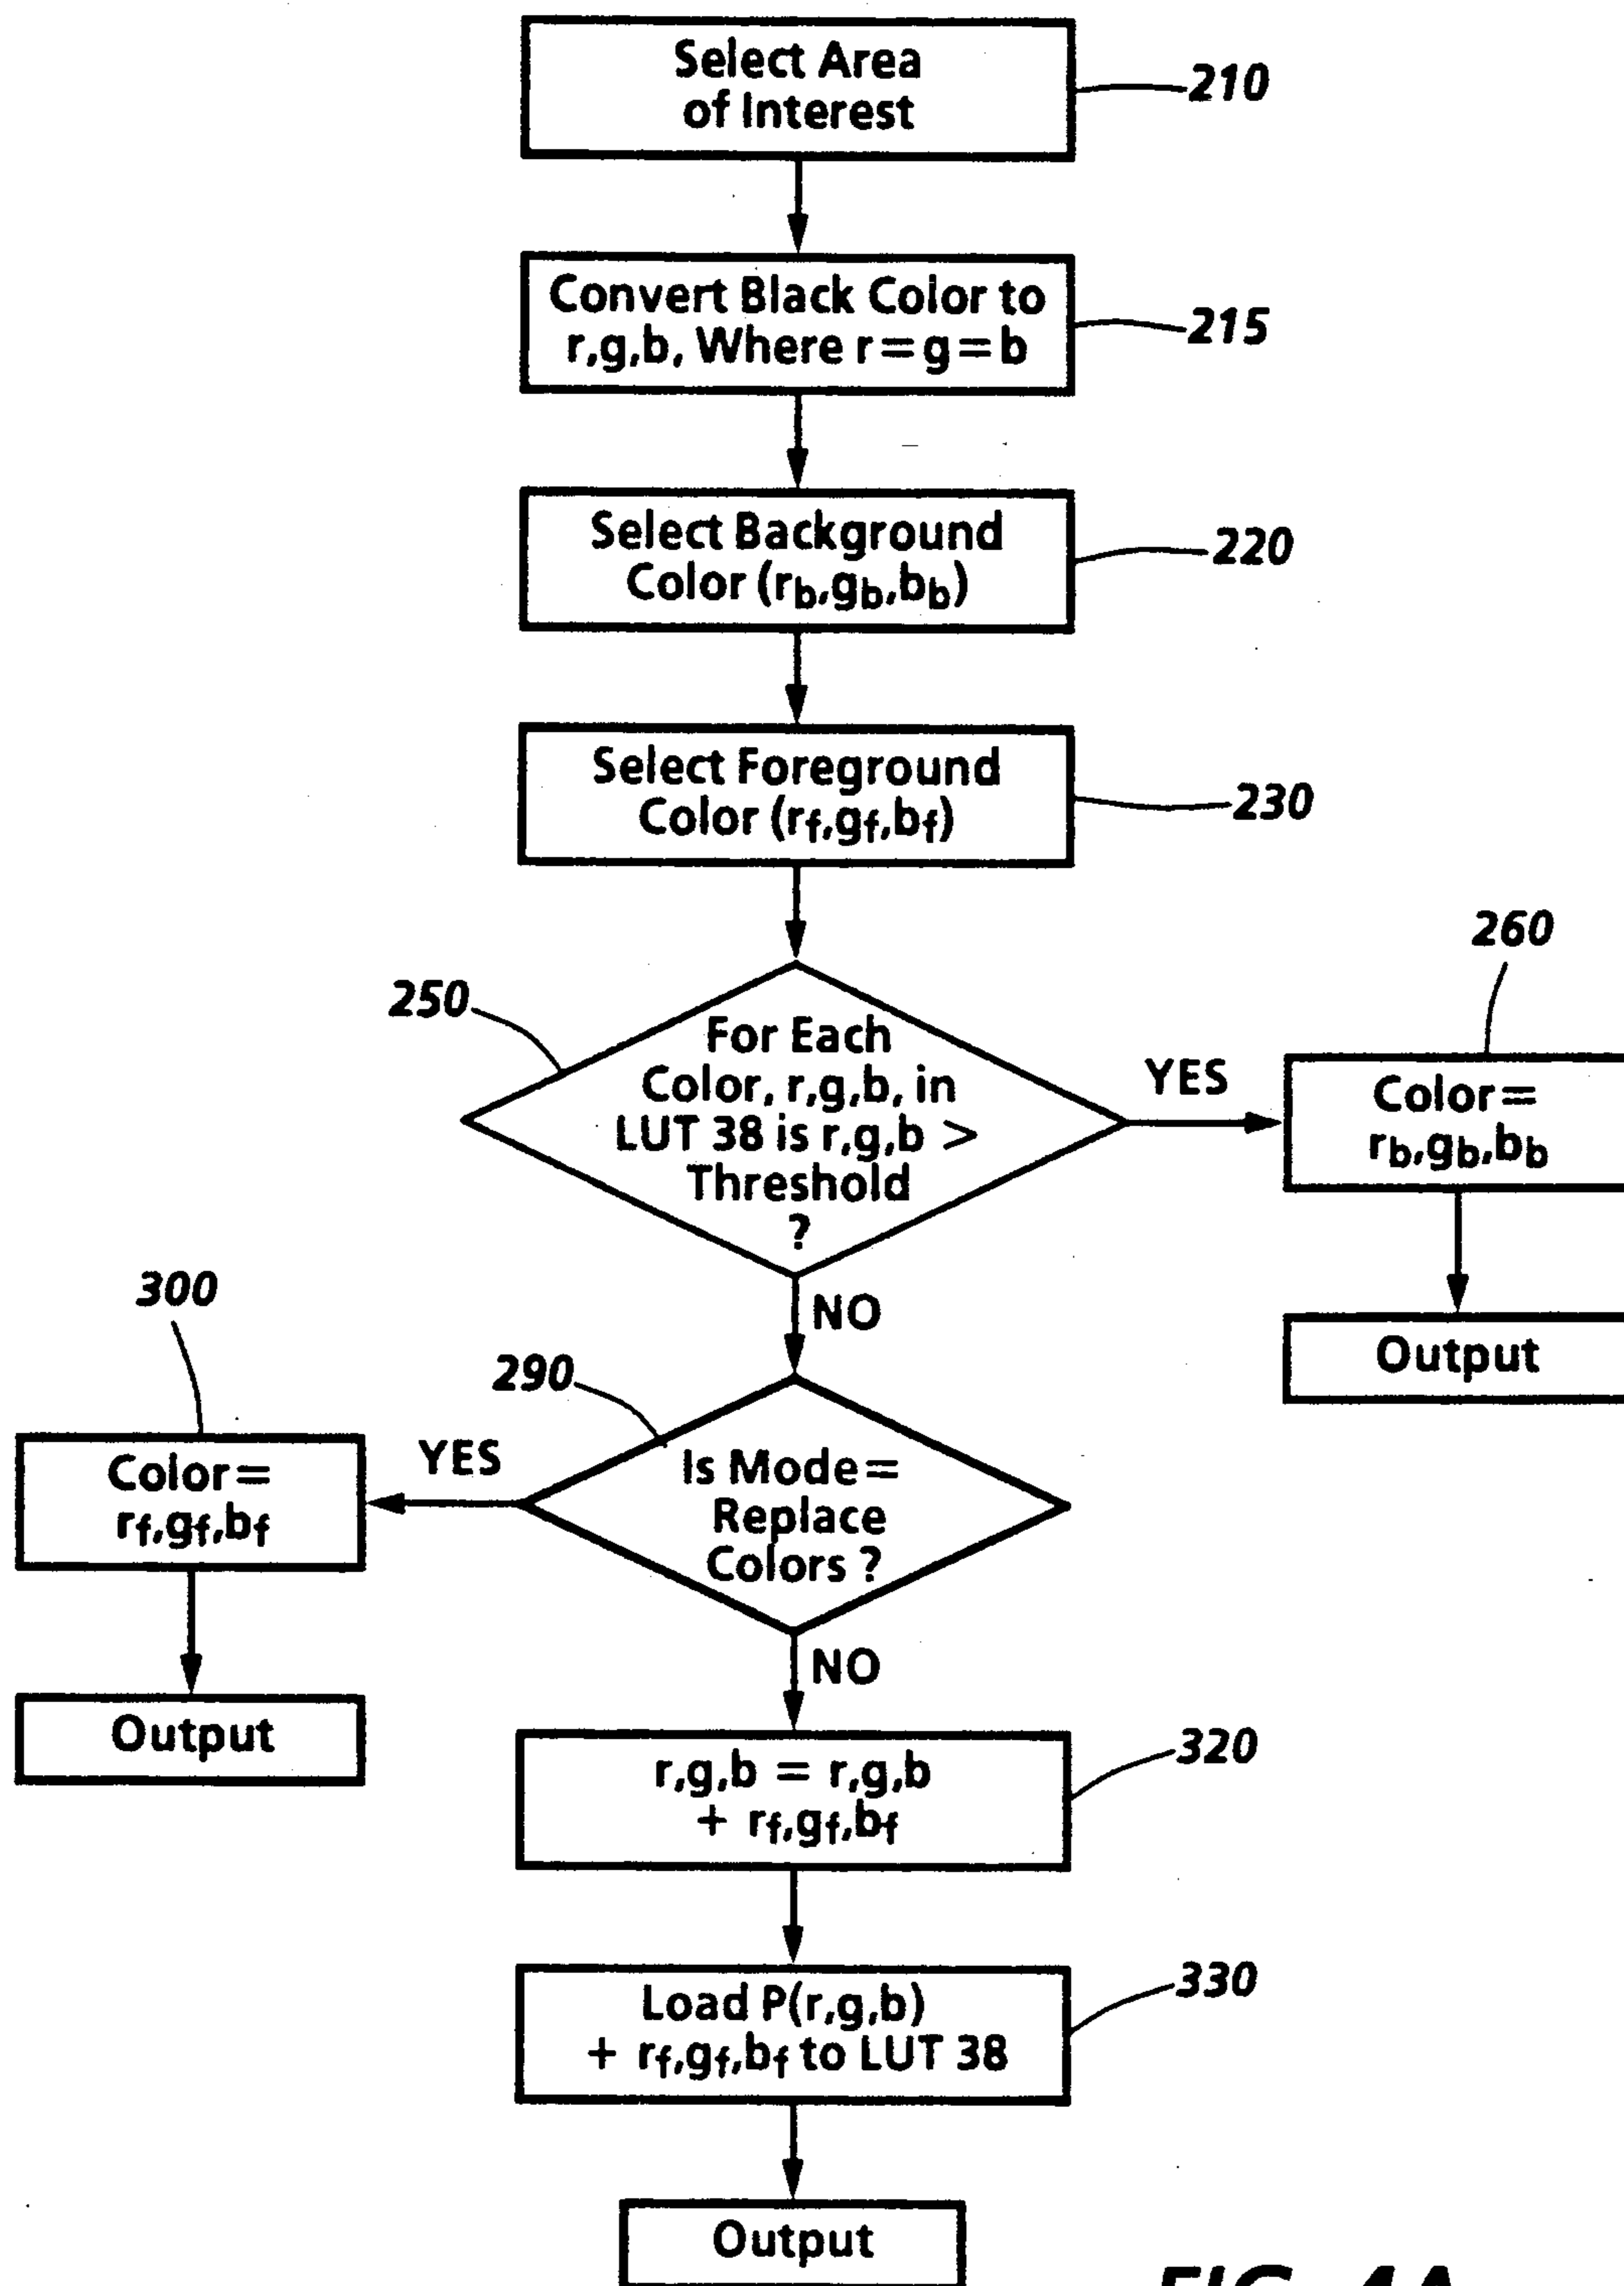 Select Area
of Interest
210
Convert Black Color to
r,g,b, Where r=g=b
215
Select Background
Color (rb,gb,bb)
220
Select Foreground
Color (rf,gf,bf)
230
250
For Each
Color, r,g,b, in
LUT 38 is r,g,b >
Threshold
?
YES
260
Color=
rb,gb,bb
Output
NO
290
Is Mode=
Replace
Colors ?
YES
300
Color=
rf,gf,bf
Output
NO
r,g,b = r,g,b
+ rf,gf,bf
320
Load P(r,g,b)
+ rf,gf,bf to LUT 38
330
Output
FIG. 4A